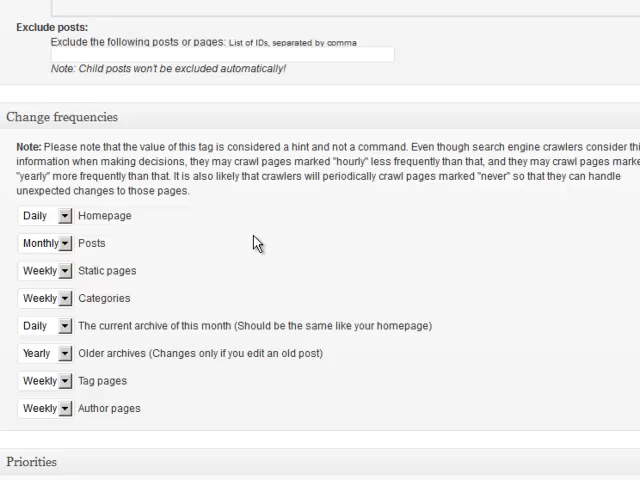 Exclude posts:
Exclude the following posts or pages: List of IDs, separated by comma
Note: Child posts won't be excluded automatically!
Change frequencies
Note: Please note that the value of this tag is considered a hint and not a command. Even though search engine crawlers consider
information when making decisions, they may crawl pages marked "hourly" less frequently than that, and they may crawl pages
"yearly" more frequently than that. It is also likely that crawlers will periodically crawl pages marked "never" so that they can handle
unexpected changes to those pages.
Daily Homepage
Monthly Posts
Weekly Static pages
Weekly Categories
Daily The current archive of this month (Should be the same like your homepage)
Yearly Older archives (Changes only if you edit an old post)
Weekly Tag pages
Weekly Author pages
Priorities